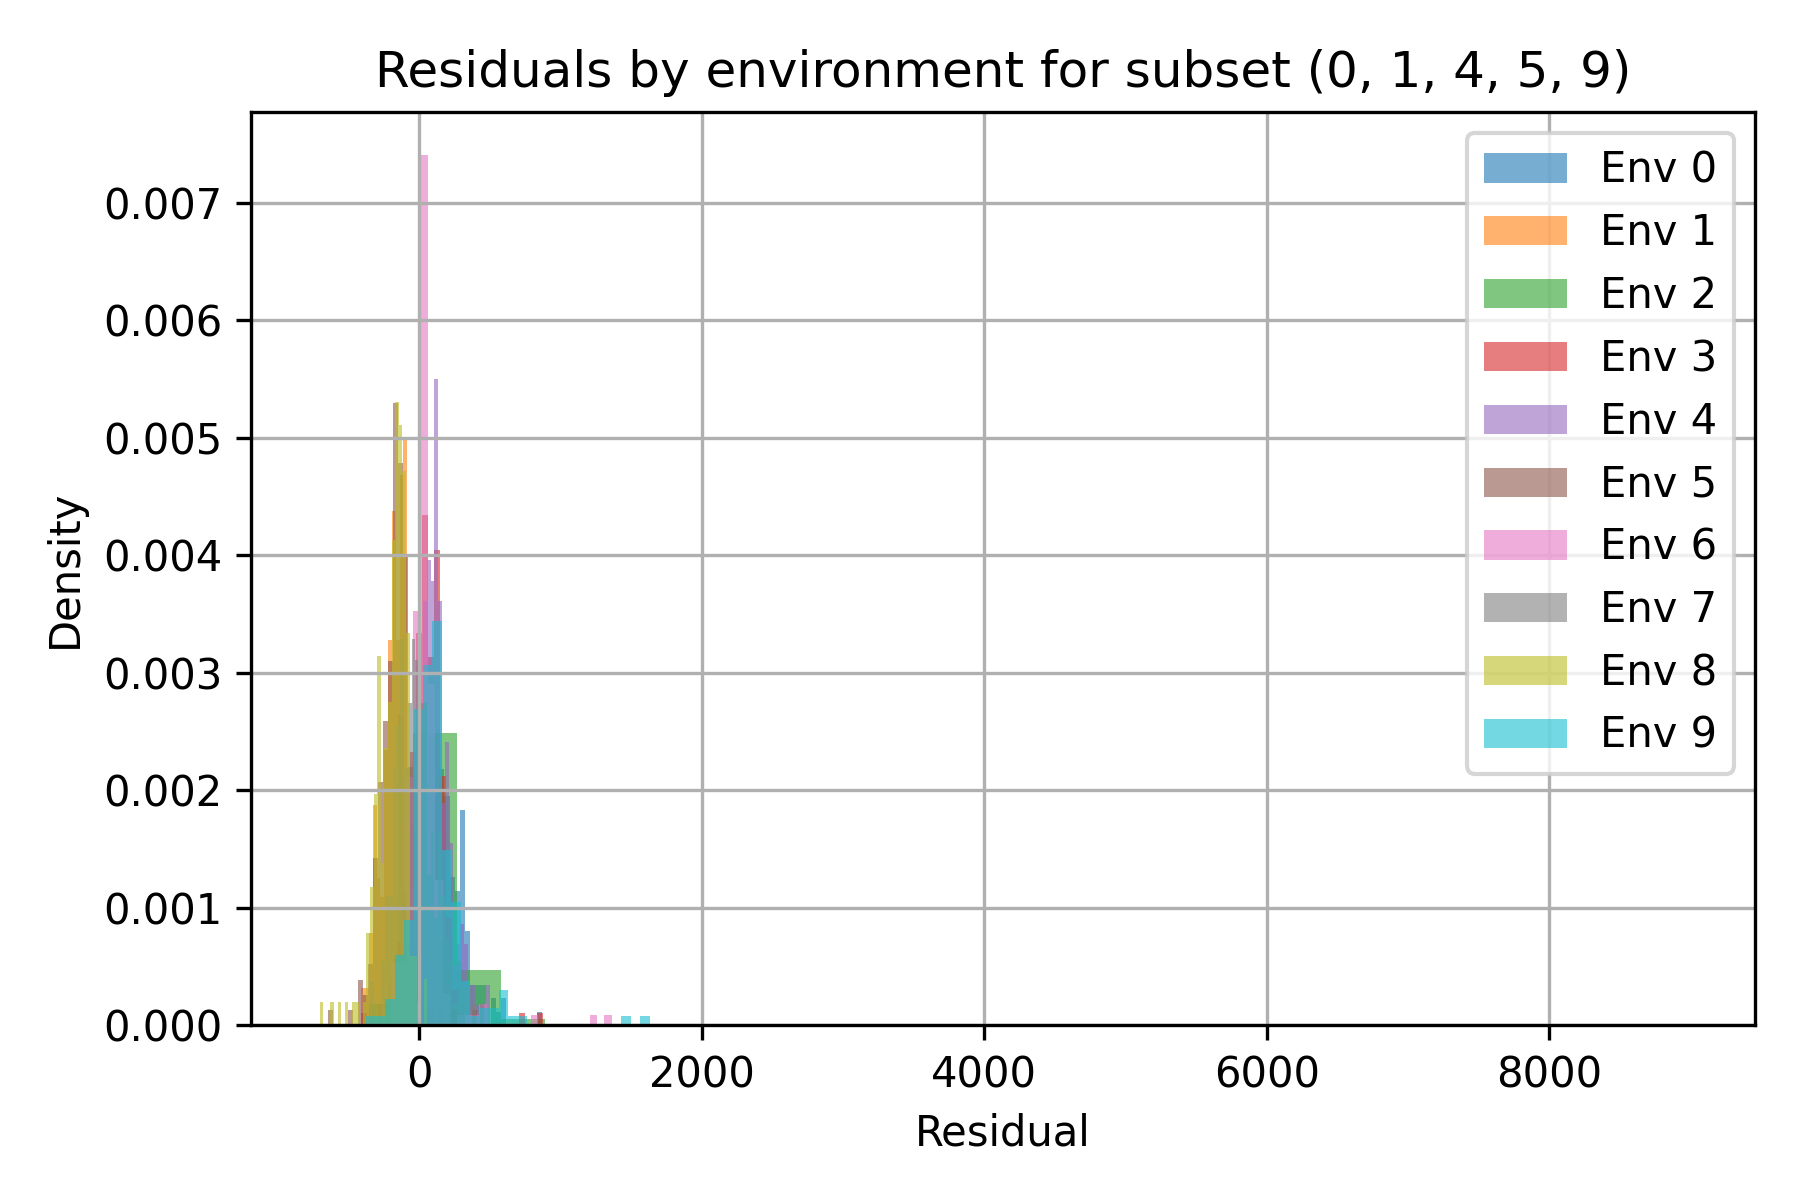 Residuals by environment for subset (0, 1, 4, 5, 9)
Env 0
Env 1
Env 2
Env 3
Env 4
Env 5
Env 6
Env 7
Env 8
Env 9
0.007
0.006
0.005
0.004
0.003
0.002
0.001
0.000
Density
0 2000 4000 6000 8000
Residual